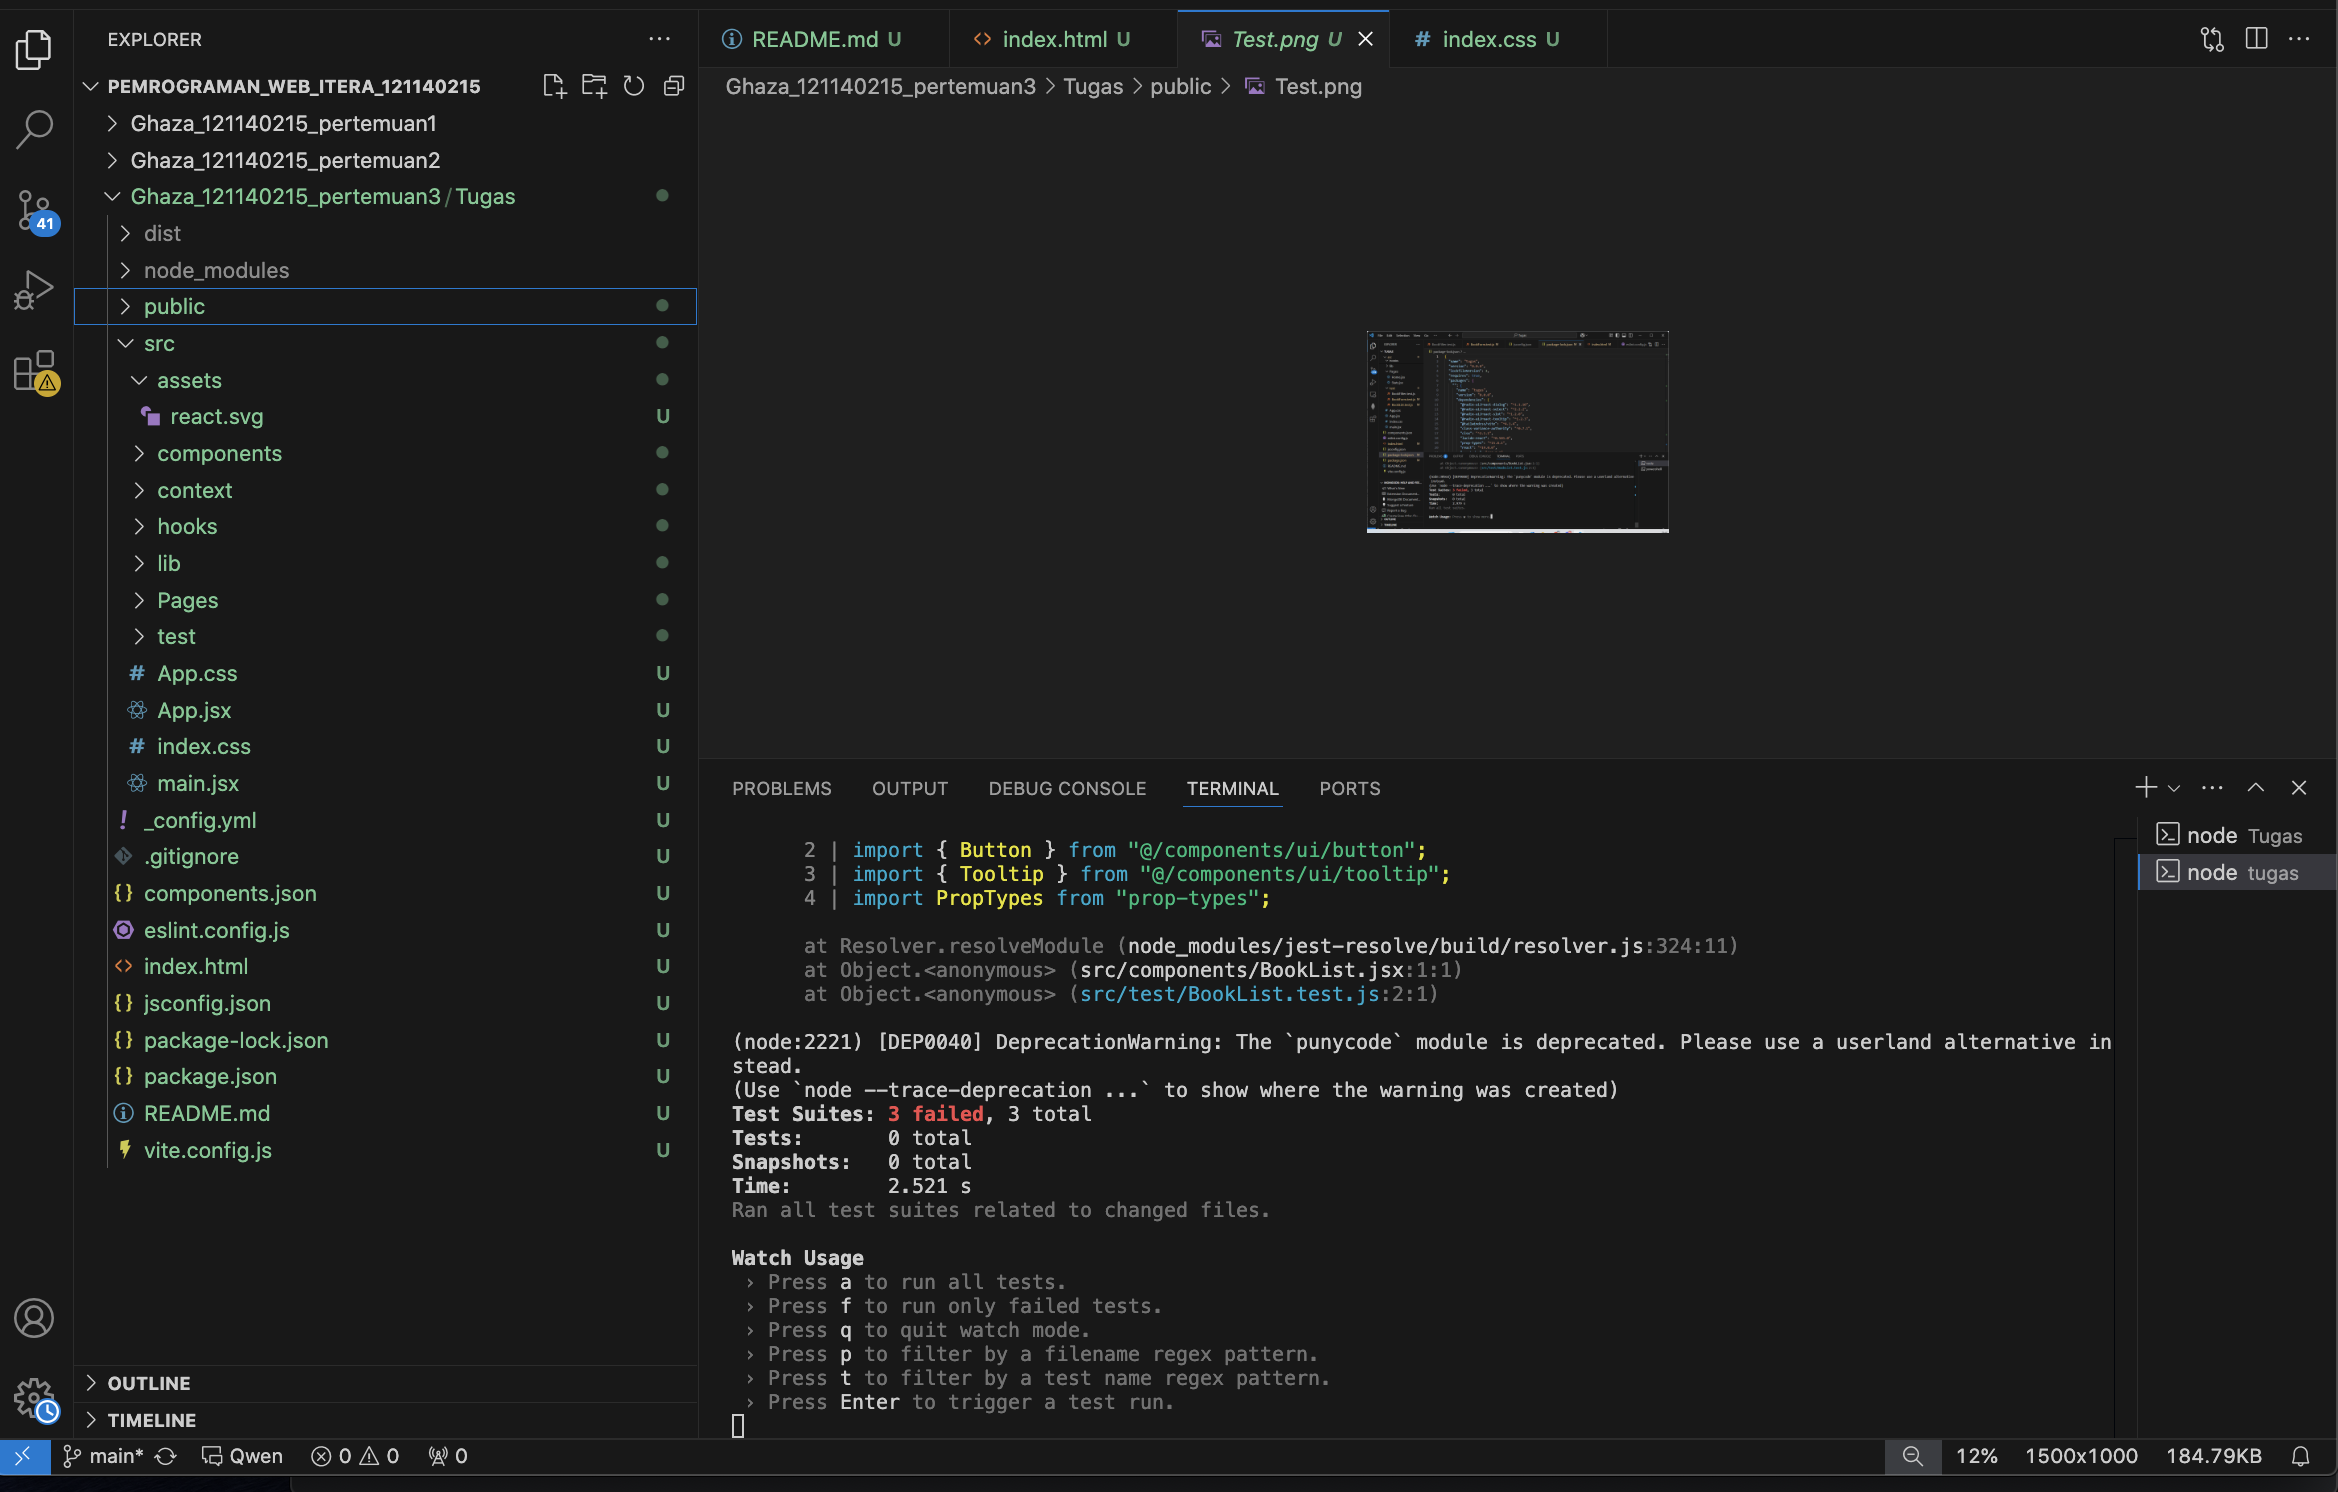 EXPLORER
PEMROGRAMAN_WEB_ITERA_121140215
Ghaza_121140215_pertemuan1
Ghaza_121140215_pertemuan2
Ghaza_121140215_pertemuan3/Tugas
dist
node_modules
public
src
assets
react.svg U
components
context
hooks
lib
Pages
test
App.css U
App.jsx U
index.css U
main.jsx U
_config.yml U
.gitignore U
components.json U
eslint.config.js U
index.html U
jsconfig.json U
package-lock.json U
package.json U
README.md U
vite.config.js U
OUTLINE
TIMELINE
41
README.md U
index.html U
Test.png U
index.css U
Ghaza_121140215_pertemuan3 > Tugas > public > Test.png
PROBLEMS OUTPUT DEBUG CONSOLE TERMINAL PORTS
2 | import { Button } from "@/components/ui/button";
3 | import { Tooltip } from "@/components/ui/tooltip";
4 | import PropTypes from "prop-types";
at Resolver.resolveModule (node_modules/jest-resolve/build/resolver.js:324:11)
at Object.<anonymous> (src/components/BookList.jsx:1:1)
at Object.<anonymous> (src/test/BookList.test.js:2:1)
(node:2221) [DEP0040] DeprecationWarning: The `punycode` module is deprecated. Please use a userland alternative in
stead.
(Use `node --trace-deprecation ...` to show where the warning was created)
Test Suites: 3 failed, 3 total
Tests: 0 total
Snapshots: 0 total
Time: 2.521 s
Ran all test suites related to changed files.
Watch Usage
› Press a to run all tests.
› Press f to run only failed tests.
› Press q to quit watch mode.
› Press p to filter by a filename regex pattern.
› Press t to filter by a test name regex pattern.
› Press Enter to trigger a test run.
node Tugas
node tugas
main* Qwen 0 0 0
12% 1500x1000 184.79KB